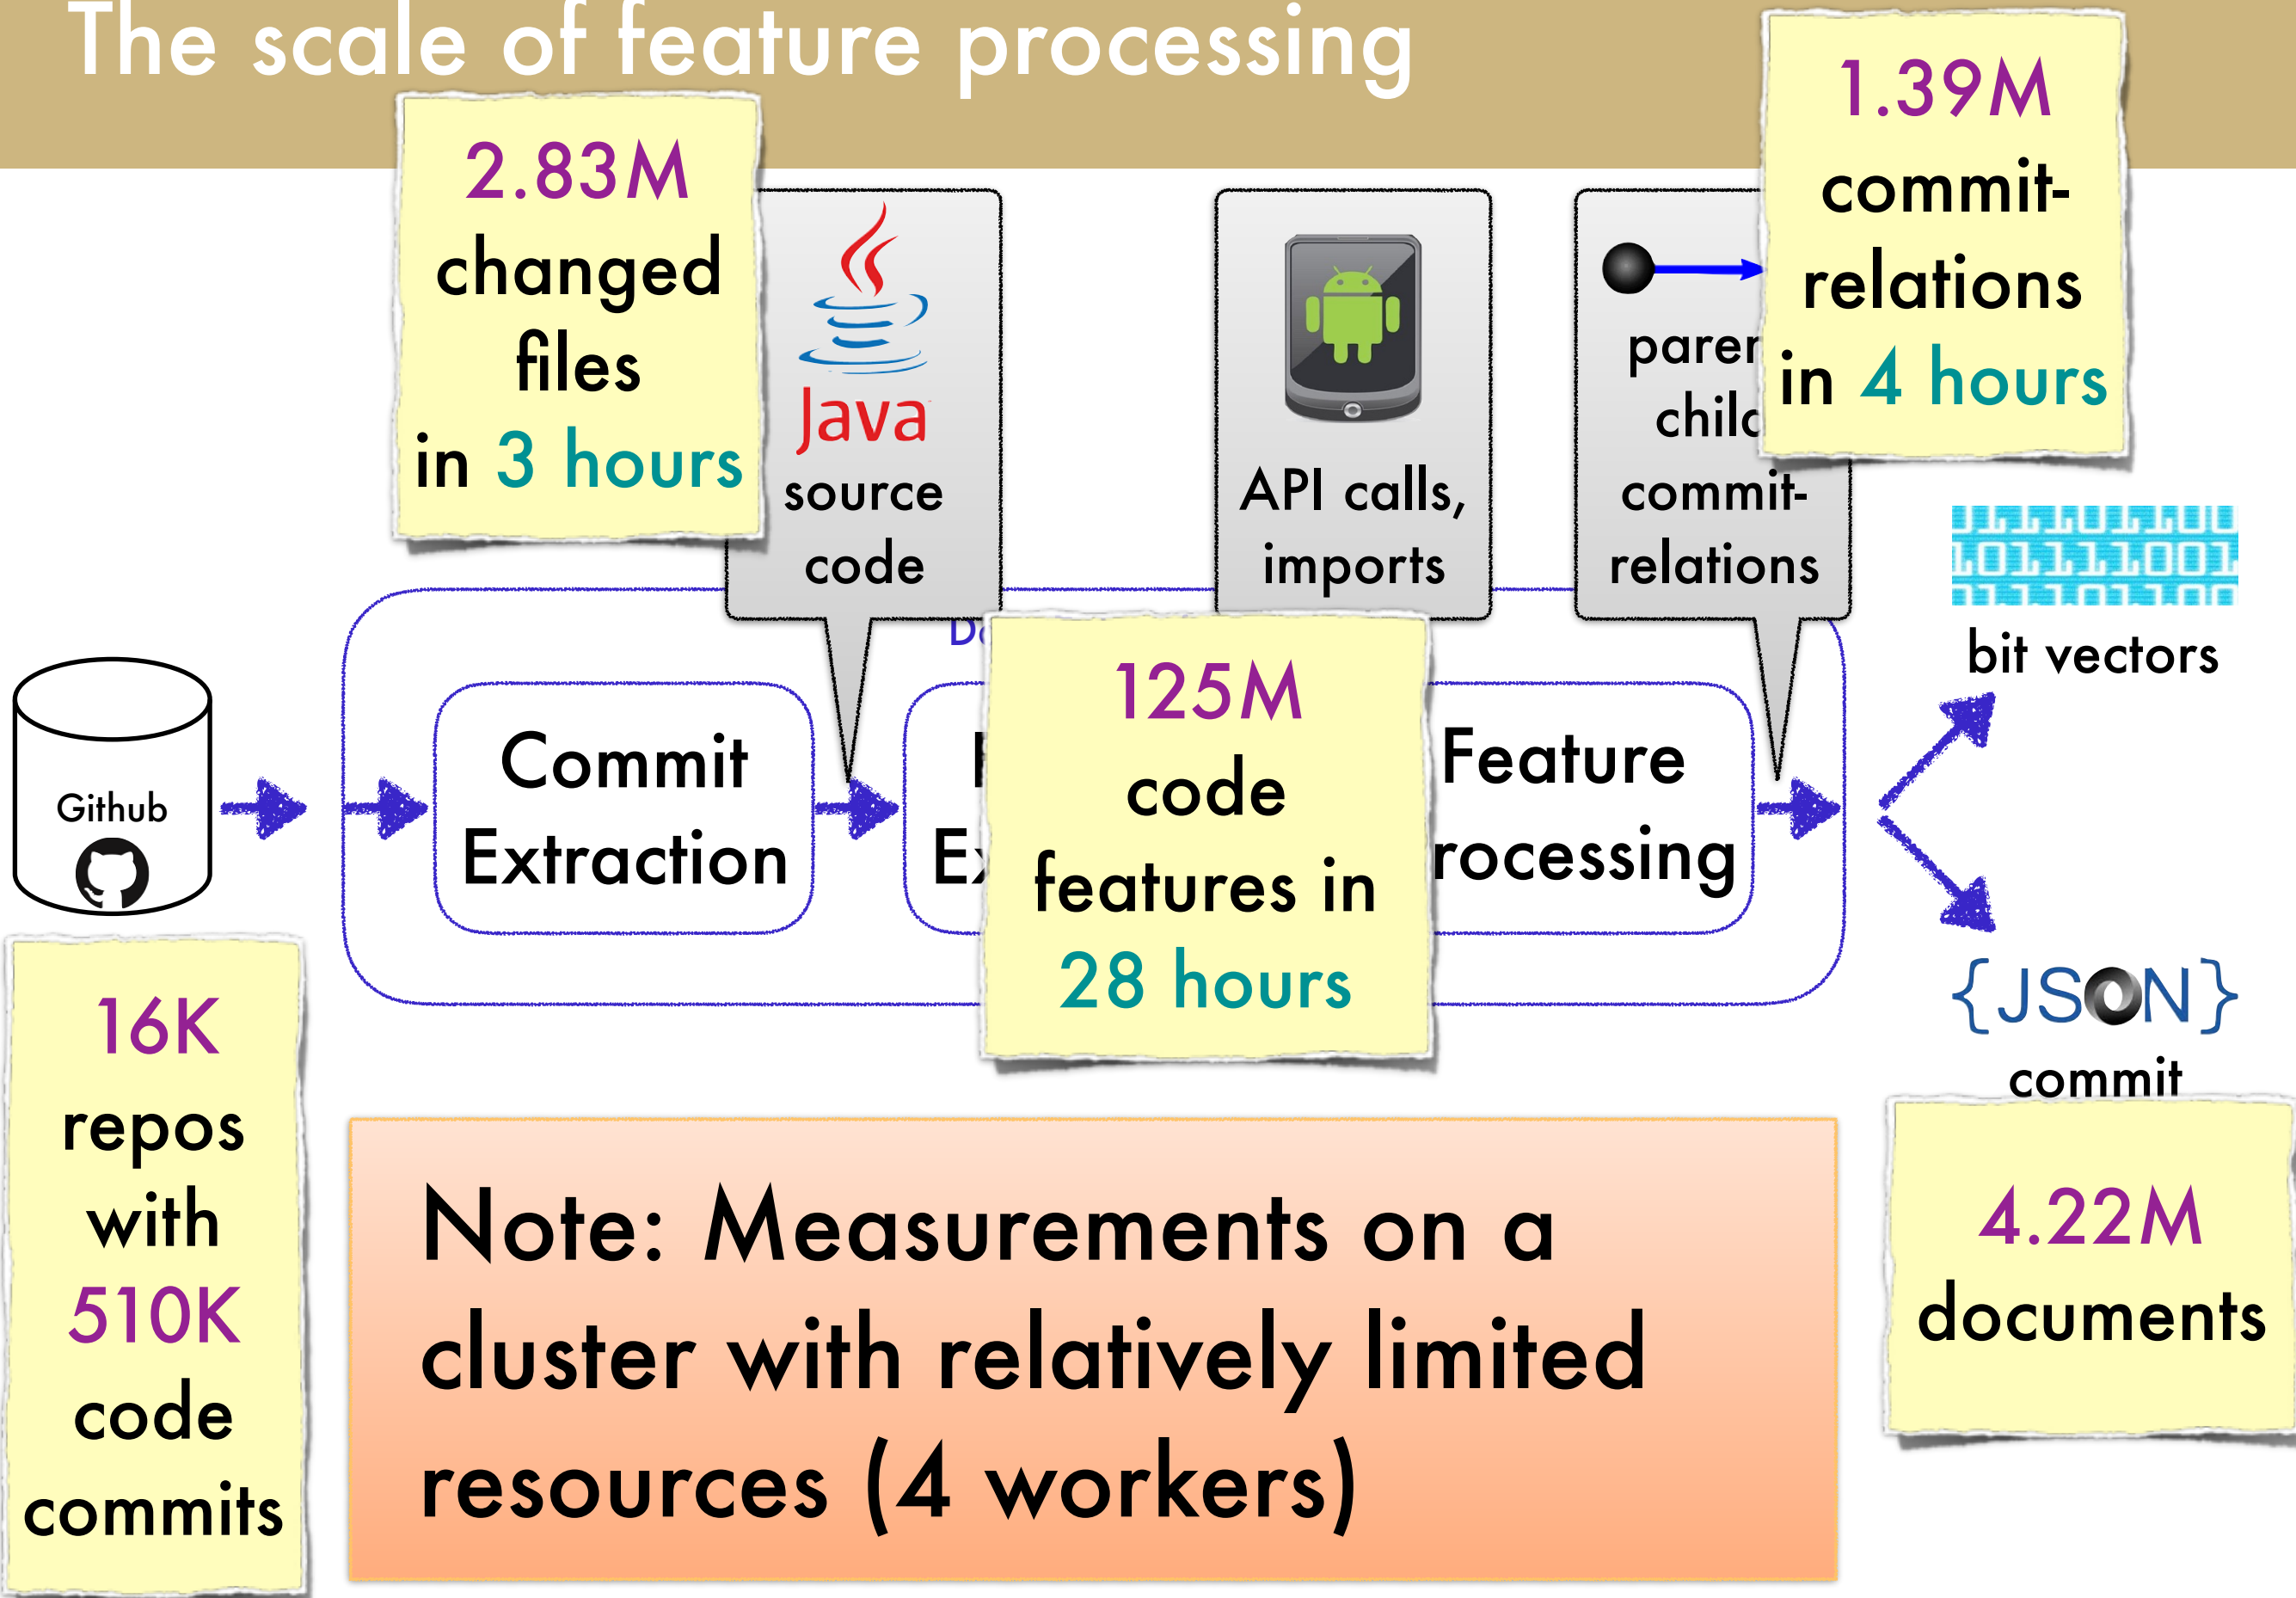 The scale of feature processing
2.83M
changed
files
in 3 hours
Java
source
code
API calls,
imports
commit-
relations
1.39M
commit-
relations
in 4 hours
bit vectors
Github
Commit
Extraction
125M
code
features in
28 hours
Feature
rocessing
{JSON}
commit
16K
repos
with
510K
code
commits
Note: Measurements on a
cluster with relatively limited
resources (4 workers)
4.22M
documents